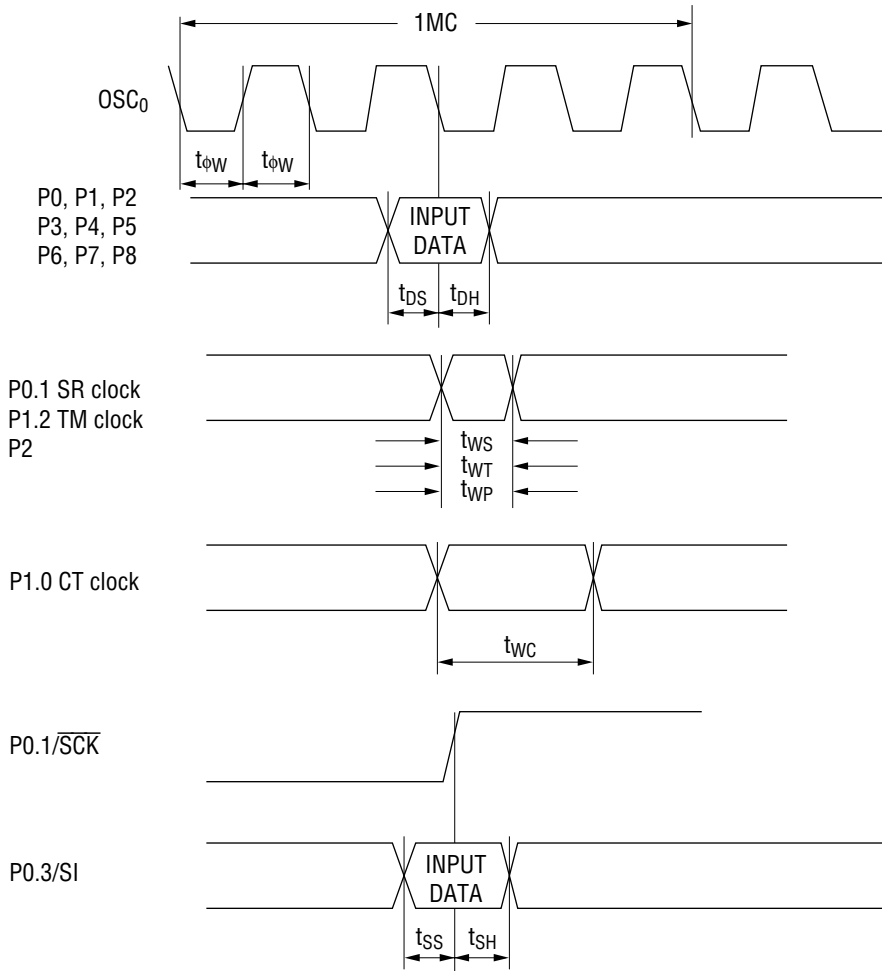 1MC
OSC₀
tϕW tϕW
P0, P1, P2
P3, P4, P5
P6, P7, P8
INPUT
DATA
tDS tDH
P0.1 SR clock
P1.2 TM clock
P2
tWS
tWT
tWP
P1.0 CT clock
tWC
P0.1/S̅C̅K̅
P0.3/SI
INPUT
DATA
tSS tSH